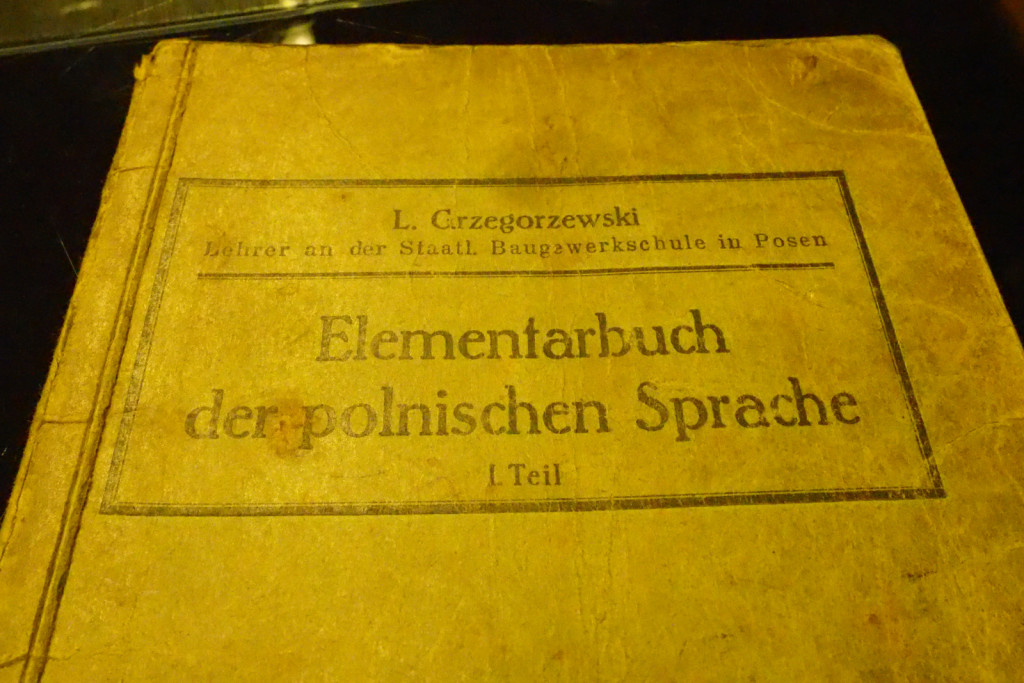 L. Grzegorzewski
Lehrer an der Staatl. Baugewerkschule in Posen
Elementarbuch
der polnischen Sprache
I. Teil